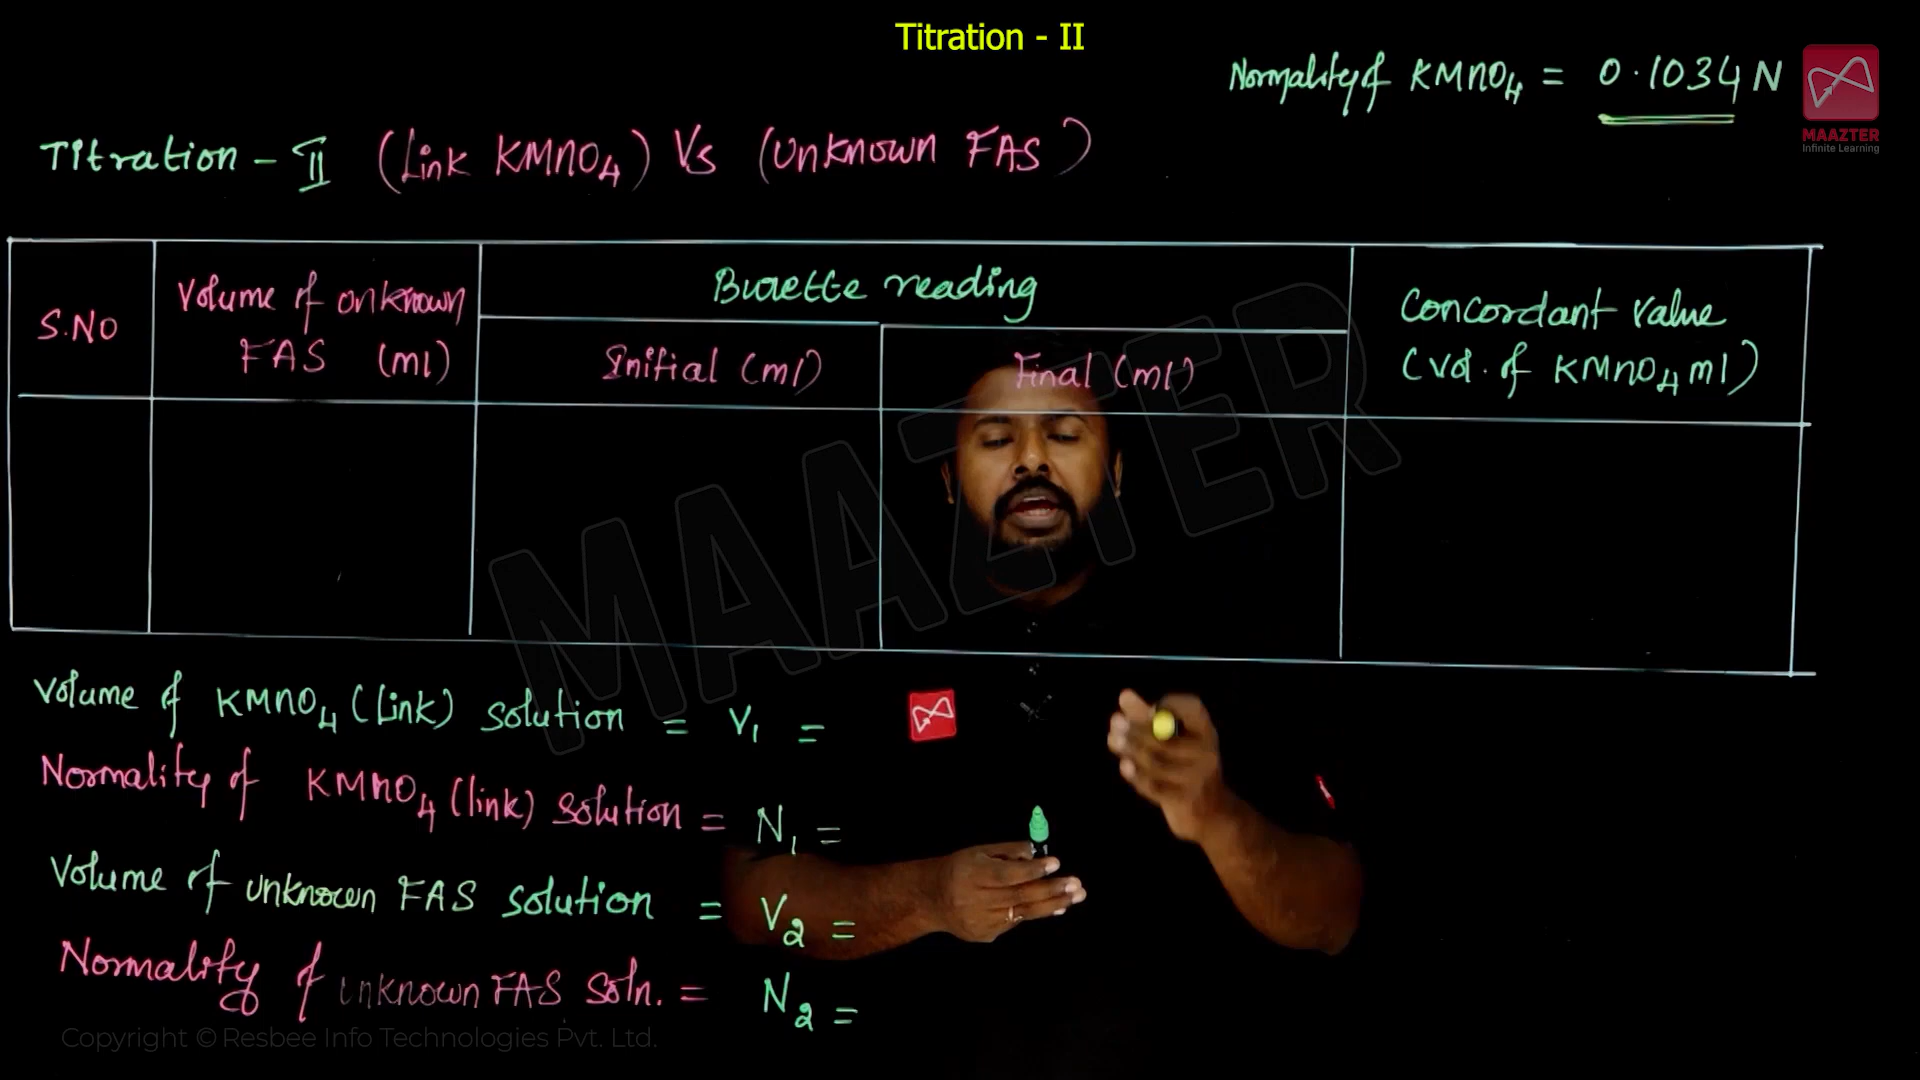 Titration - II
Normality of KMnO4 = 0.1034 N
MAAZTER
Infinite Learning
Titration - II (Link KMnO4) Vs (Unknown FAS)
S.NO
Volume of unknown
FAS (ml)
Burette reading
Initial (ml)
Final (ml)
Concordant value
(vol. of KMnO4 ml)
MAAZTER
Volume of KMnO4 (Link) solution = V1 =
Normality of KMnO4 (link) solution = N1 =
Volume of unknown FAS solution = V2 =
Normality of unknown FAS soln. = N2 =
Copyright © Resbee Info Technologies Pvt. Ltd.